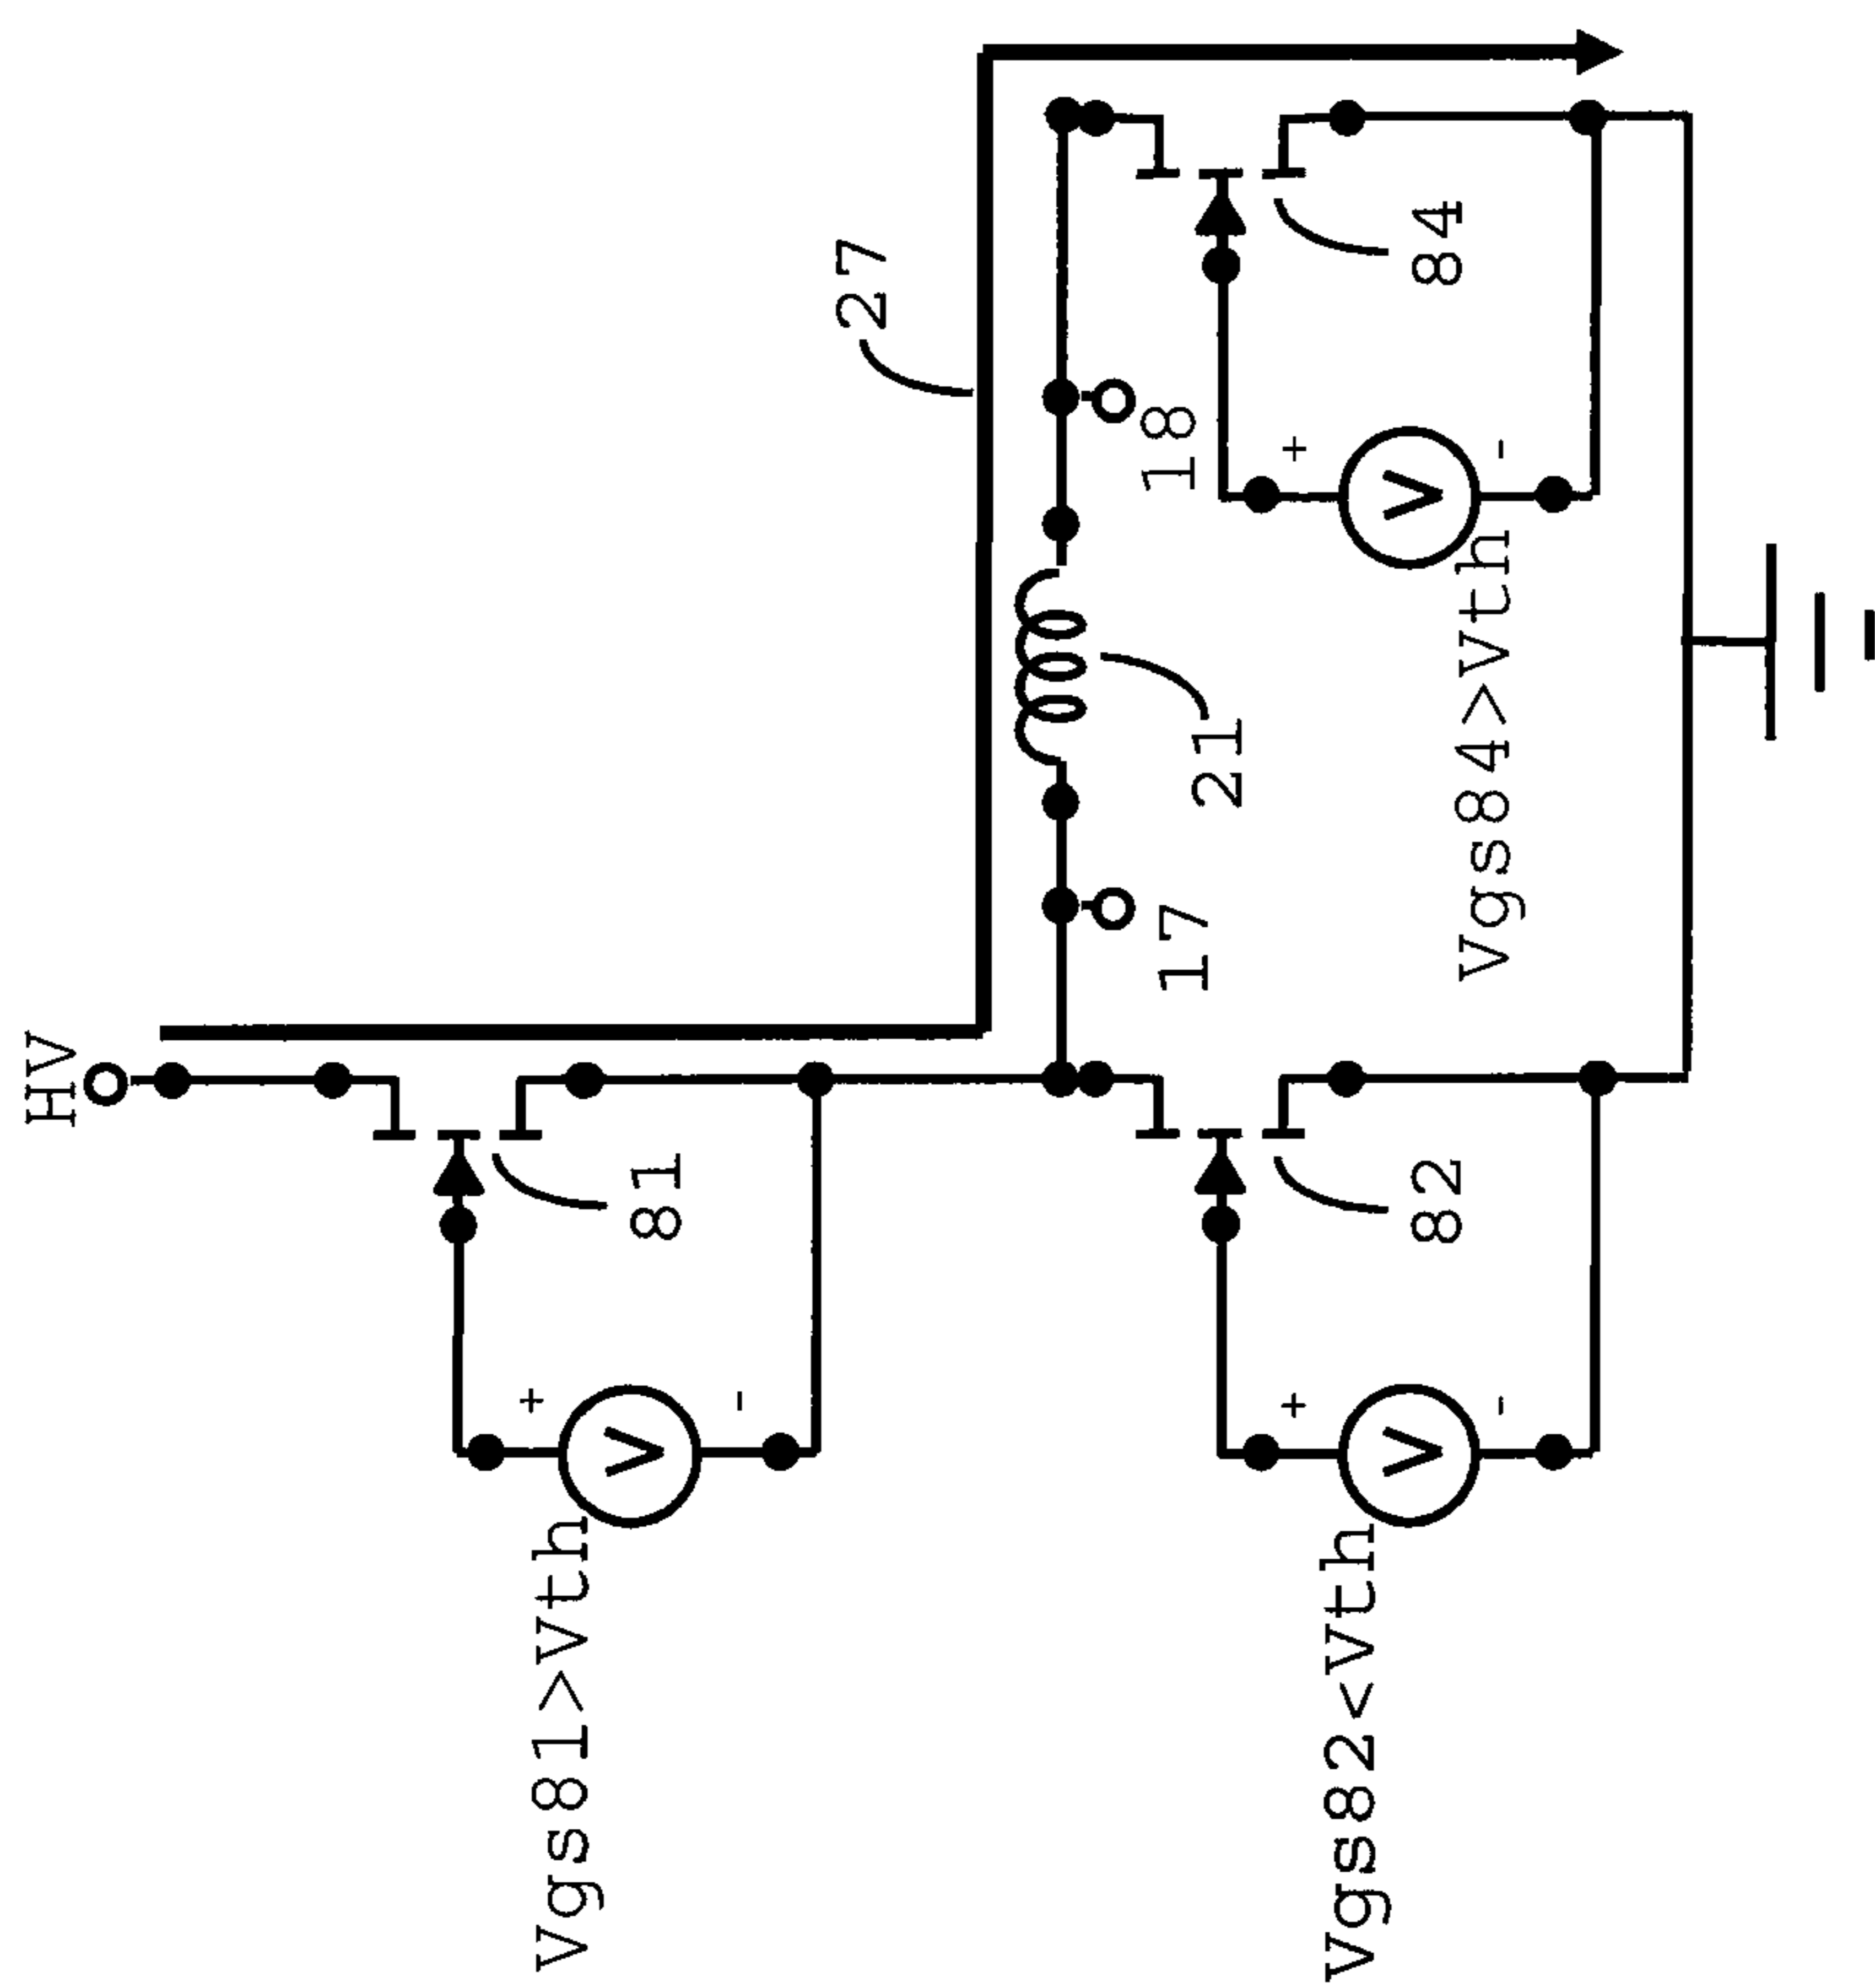 HV
27
81
Vgs81>Vth
V
+
-
17
18
21
84
V
+
-
Vgs84>Vth
82
V
+
-
Vgs82<Vth